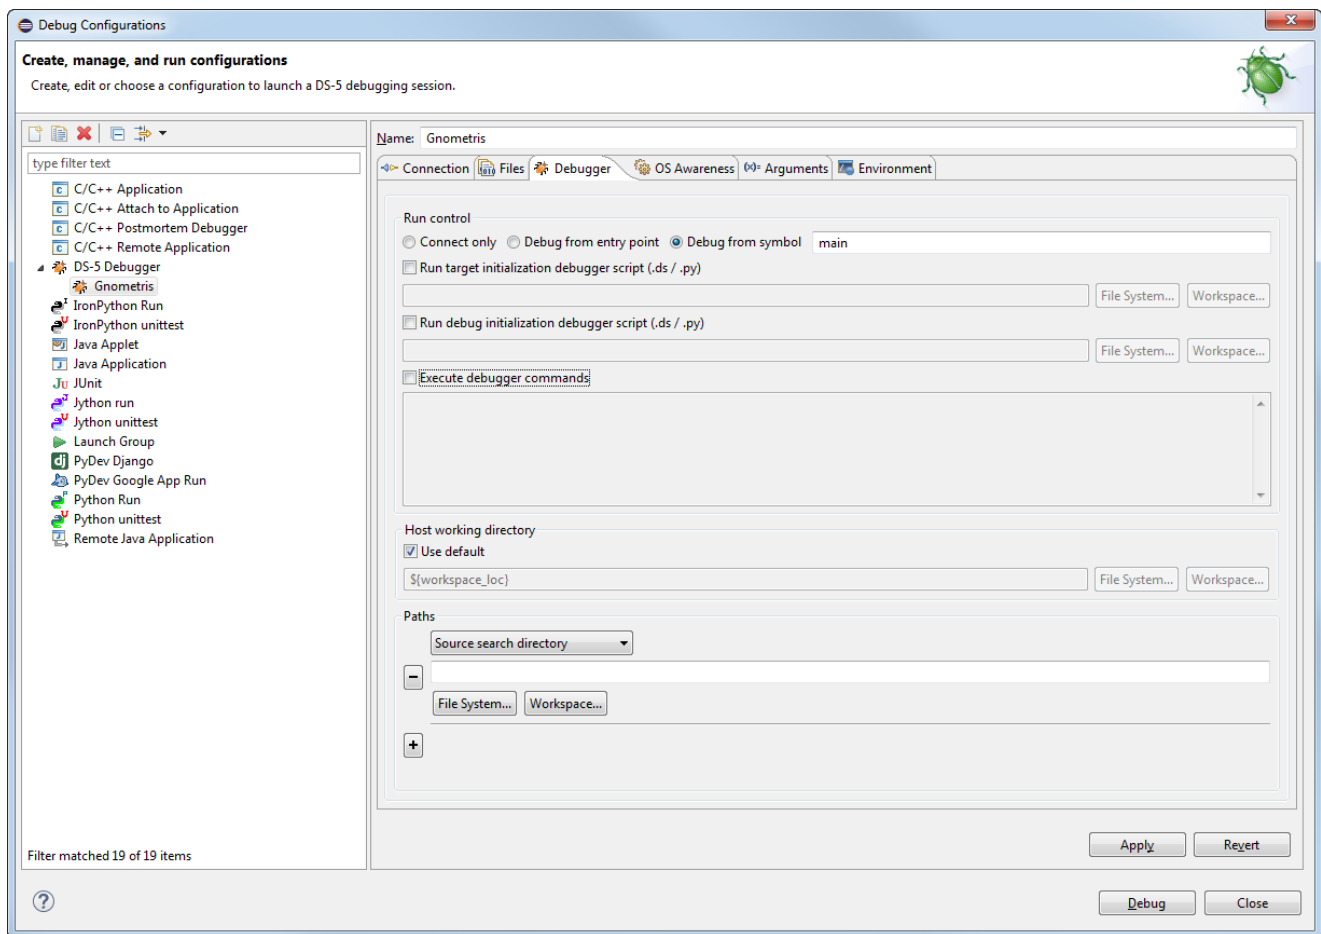 Debug Configurations
x
Create, manage, and run configurations
Create, edit or choose a configuration to launch a DS-5 debugging session.
type filter text
C/C++ Application
C/C++ Attach to Application
C/C++ Postmortem Debugger
C/C++ Remote Application
DS-5 Debugger
Gnometris
IronPython Run
IronPython unittest
Java Applet
Java Application
Ju JUnit
Jython run
Jython unittest
Launch Group
dj PyDev Django
PyDev Google App Run
Python Run
Python unittest
Remote Java Application
Filter matched 19 of 19 items
Name: Gnometris
Connection Files Debugger OS Awareness (x)= Arguments Environment
Run control
Connect only Debug from entry point Debug from symbol main
Run target initialization debugger script (.ds / .py)
File System... Workspace...
Run debug initialization debugger script (.ds / .py)
File System... Workspace...
Execute debugger commands
Host working directory
Use default
${workspace_loc} File System... Workspace...
Paths
Source search directory
File System... Workspace...
Apply Revert
? Debug Close